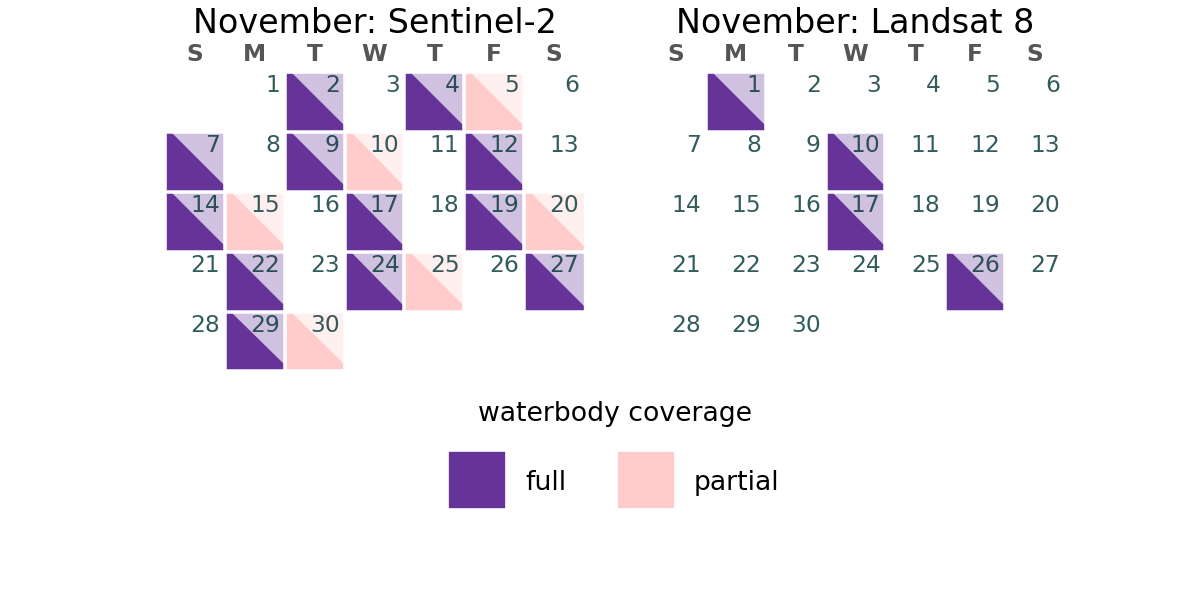 November: Sentinel-2
S M T W T F S
1 2 3 4 5 6
7 8 9 10 11 12 13
14 15 16 17 18 19 20
21 22 23 24 25 26 27
28 29 30
November: Landsat 8
S M T W T F S
1 2 3 4 5 6
7 8 9 10 11 12 13
14 15 16 17 18 19 20
21 22 23 24 25 26 27
28 29 30
waterbody coverage
full partial